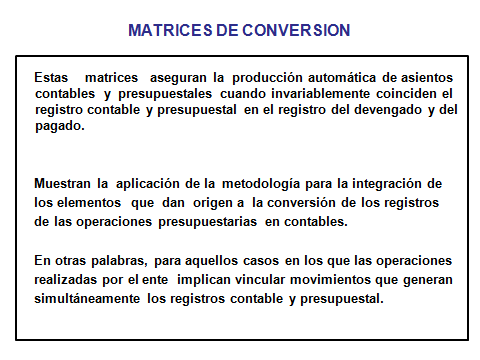 MATRICES DE CONVERSION
Estas matrices aseguran la producción automática de asientos
contables y presupuestales cuando invariablemente coinciden el
registro contable y presupuestal en el registro del devengado y del
pagado.
Muestran la aplicación de la metodología para la integración de
los elementos que dan origen a la conversión de los registros
de las operaciones presupuestarias en contables.
En otras palabras, para aquellos casos en los que las operaciones
realizadas por el ente implican vincular movimientos que generan
simultáneamente los registros contable y presupuestal.